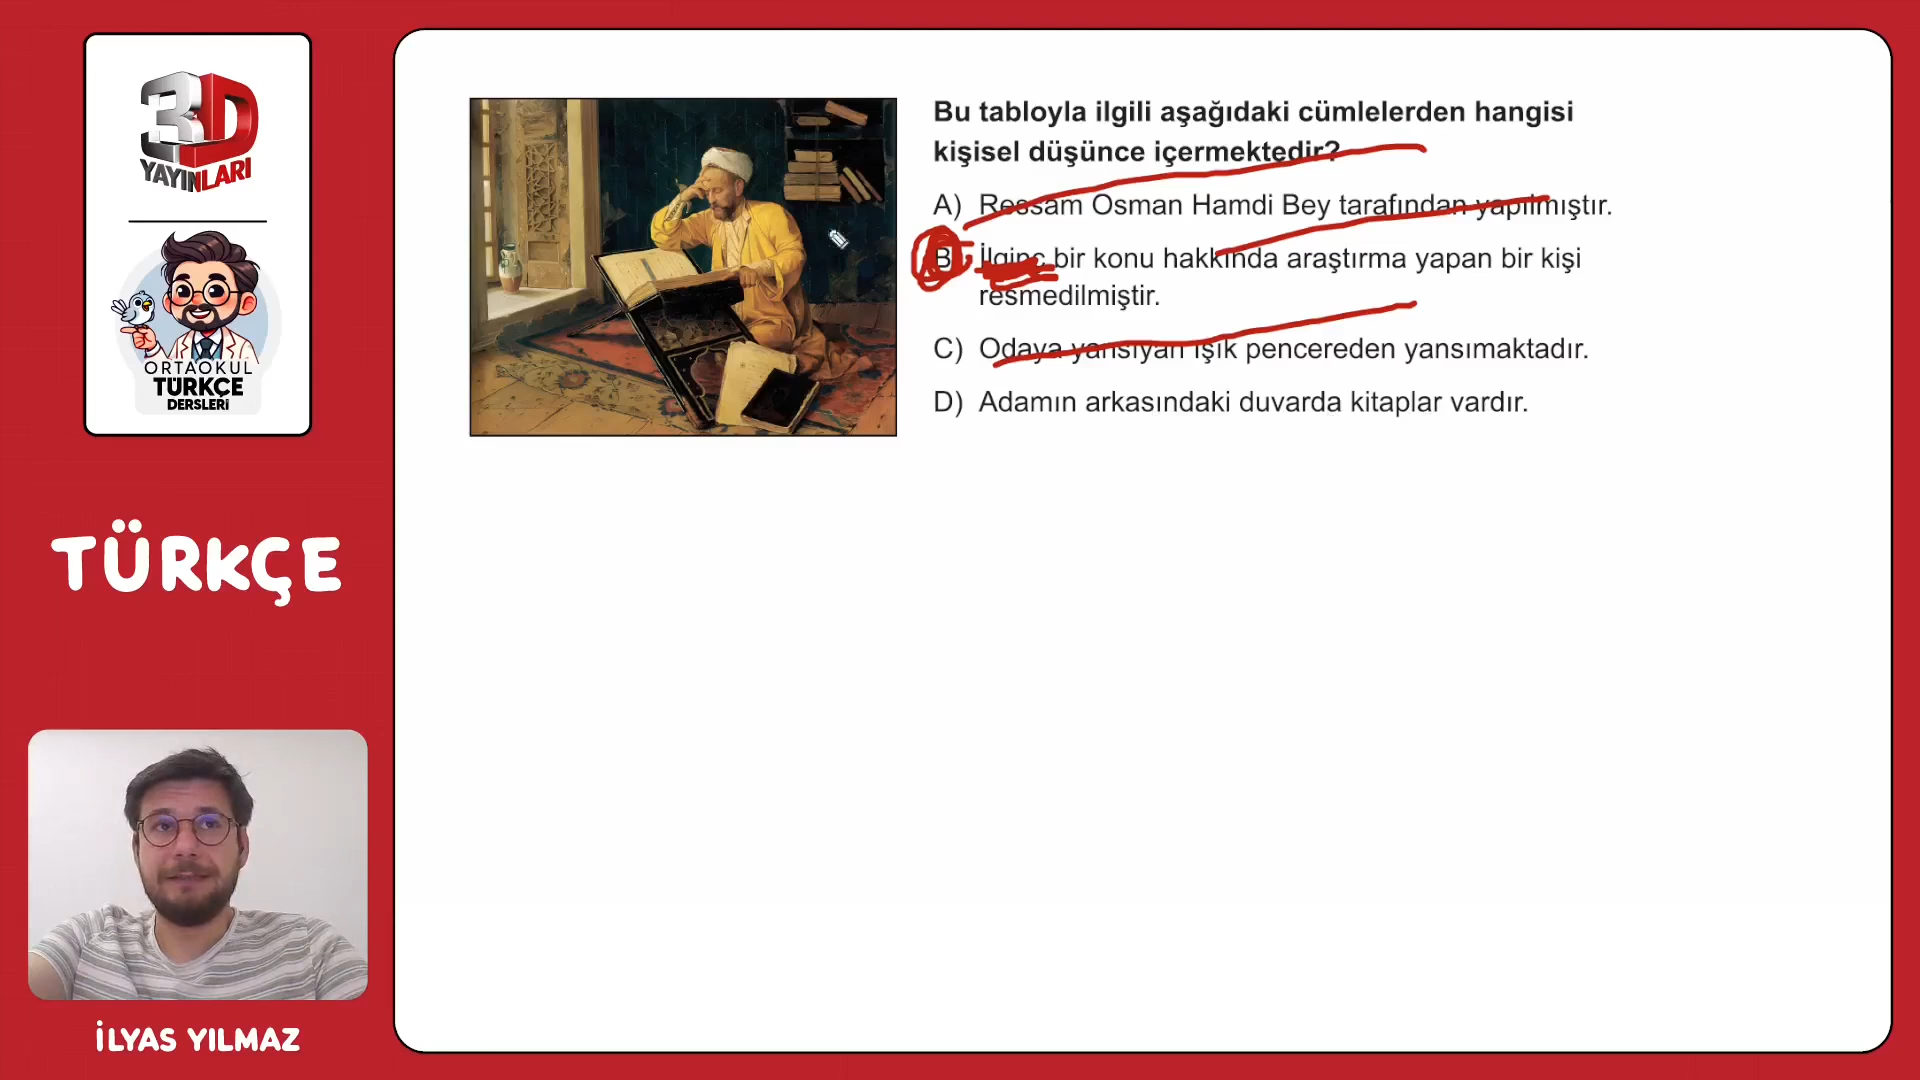 3D
YAYINLARI
ORTAOKUL
TÜRKÇE
DERSLERİ
TÜRKÇE
İLYAS YILMAZ
Bu tabloyla ilgili aşağıdaki cümlelerden hangisi
kişisel düşünce içermektedir?
A) Ressam Osman Hamdi Bey tarafından yapılmıştır.
B) İlginç bir konu hakkında araştırma yapan bir kişi
resmedilmiştir.
C) Odaya yansıyan ışık pencereden yansımaktadır.
D) Adamın arkasındaki duvarda kitaplar vardır.